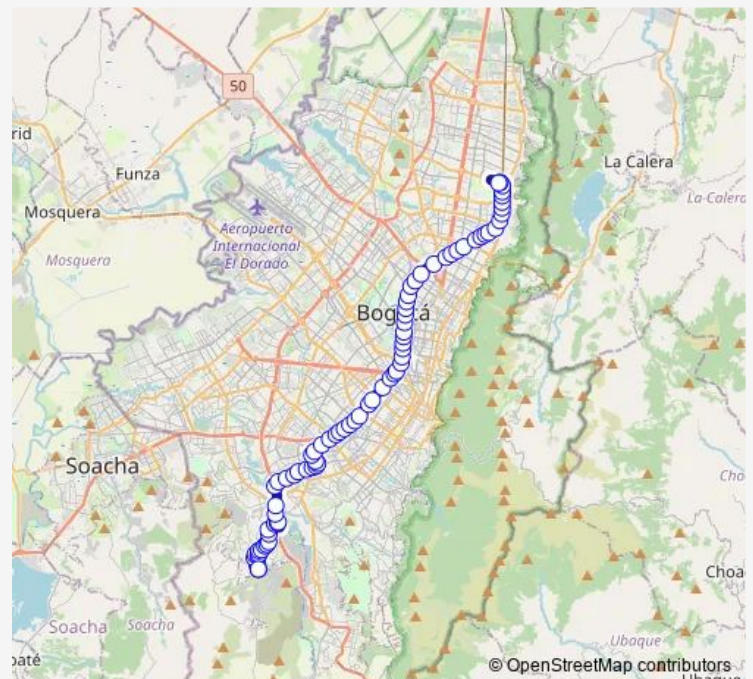 50
rid
Funza
La Calera
Mosquera
La-Calera
Aeropuerto
Internacional
El Dorado
Mosquera
Bogotá
Soacha
Cho
Choa
Soacha
Soacha
Ubaque
paté
© OpenStreetMap contributors
Ubaque